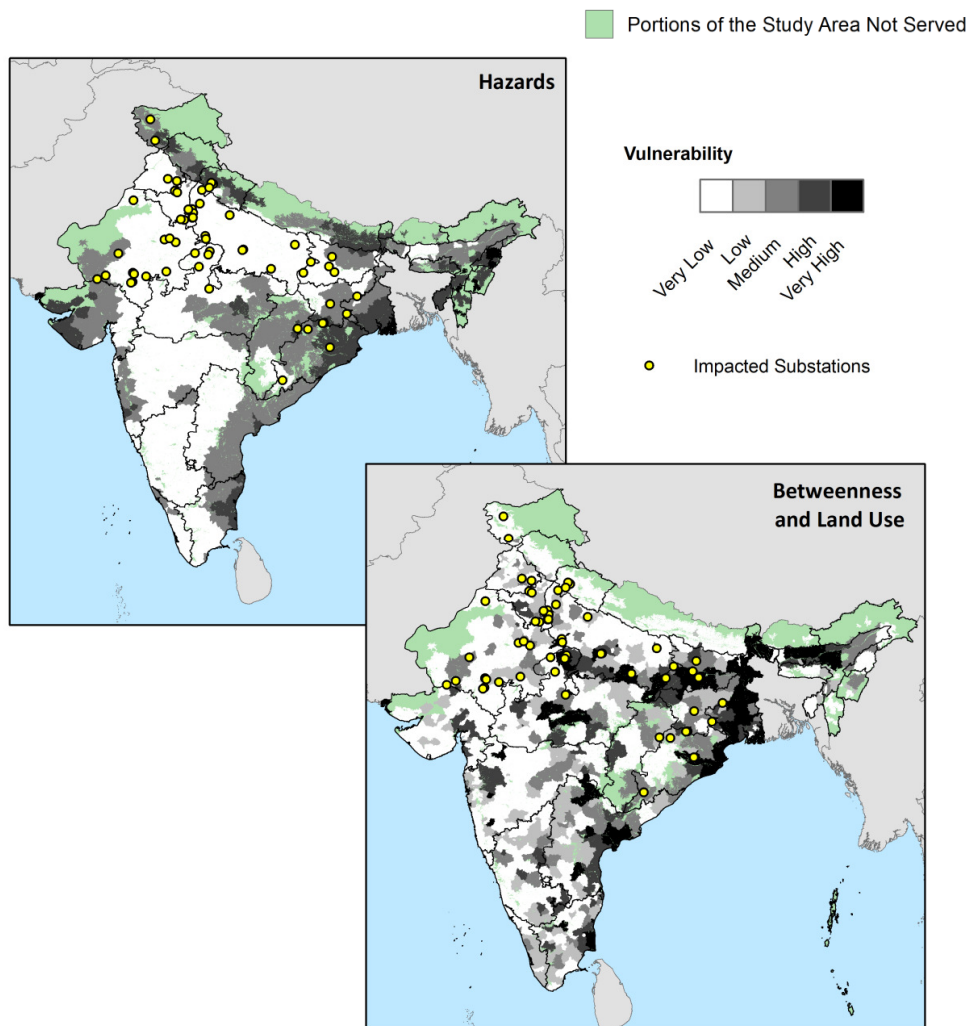 Portions of the Study Area Not Served
Hazards
Vulnerability
Very Low
Low
Medium
High
Very High
Impacted Substations
Betweenness
and Land Use